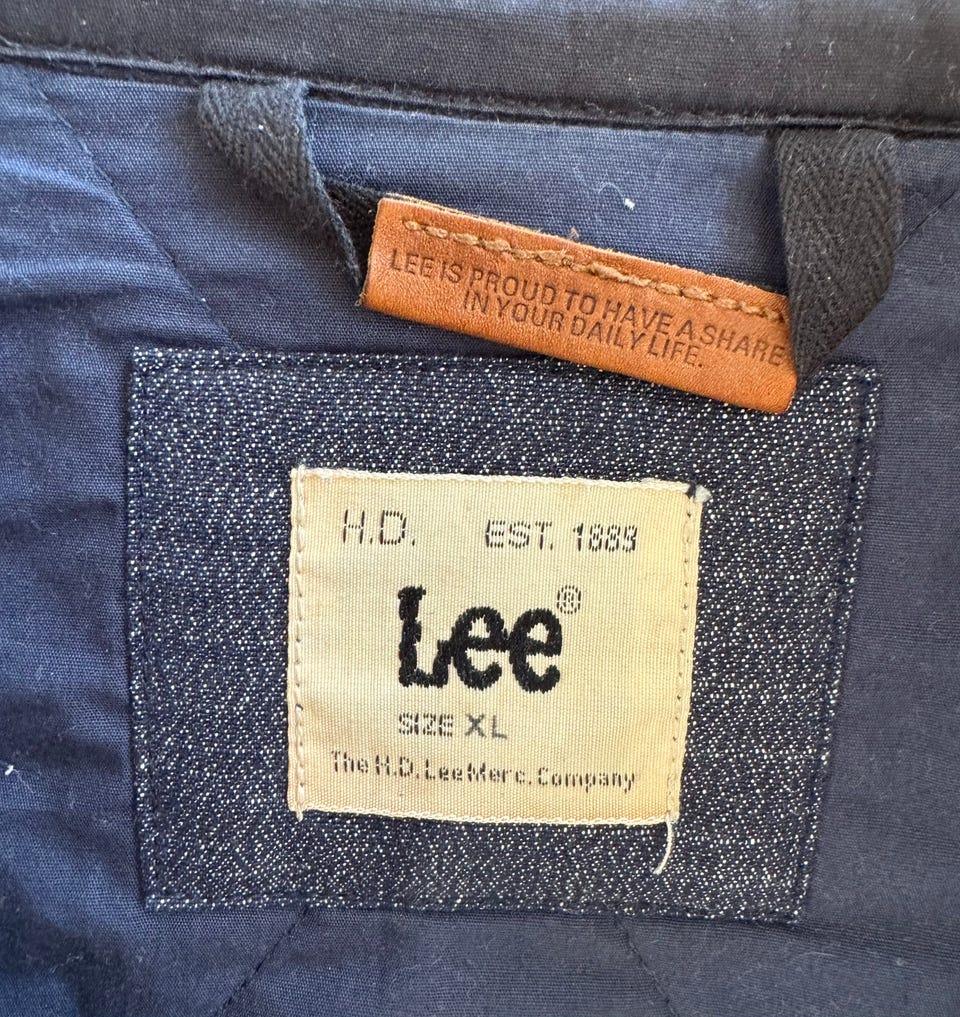 LEE IS PROUD TO HAVE A SHARE
IN YOUR DAILY LIFE.
H.D. EST. 1889
Lee®
SIZE XL
The H.D. Lee Merc. Company